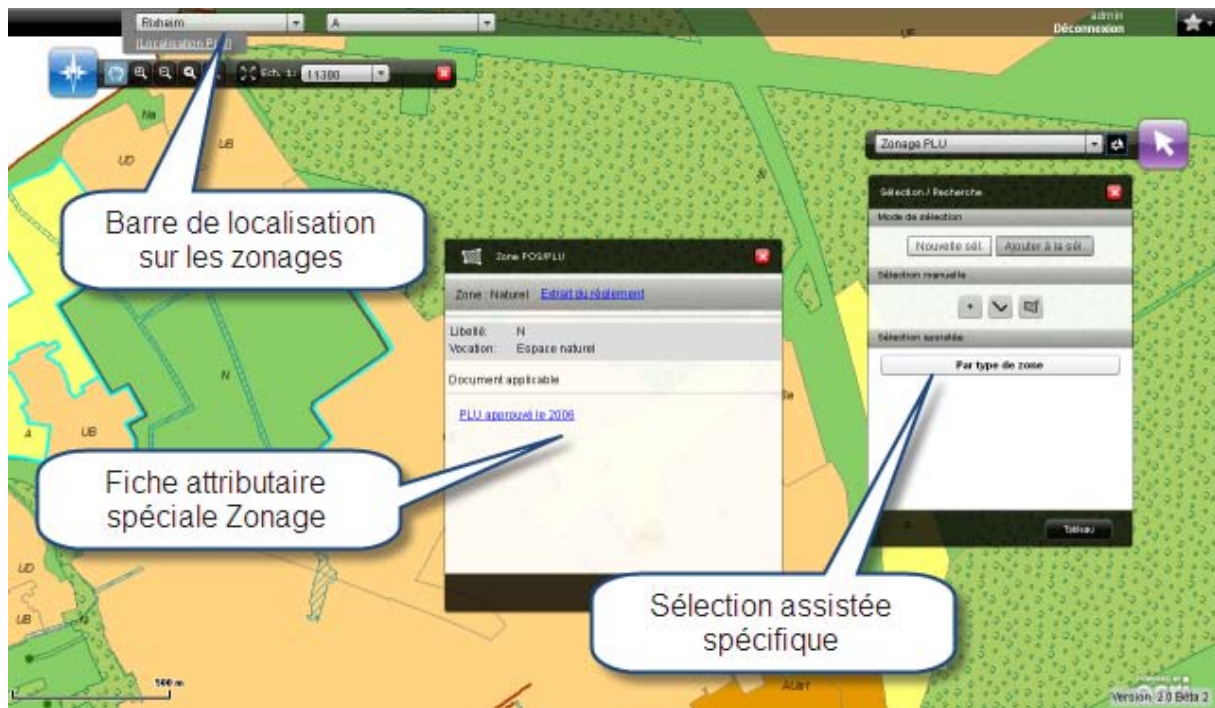 Rixheim
A
admin
Déconnexion
(Localisation PLU)
Ech. 1: 11380
UF
Na
UD
UB
Zonage PLU
Sélection / Recherche
Mode de sélection
Nouvelle sél.
Ajouter à la sél.
Sélection manuelle
Sélection assistée
Par type de zone
Tableau
Barre de localisation
sur les zonages
Zone POS/PLU
Zone : Naturel Extrait du règlement
Libellé: N
Vocation: Espace naturel
Document applicable
PLU approuvé le 2006
N
A
UB
Fiche attributaire
spéciale Zonage
Sélection assistée
spécifique
UD
UB
N
500 m
AUer
Version 2.0 Bêta 2